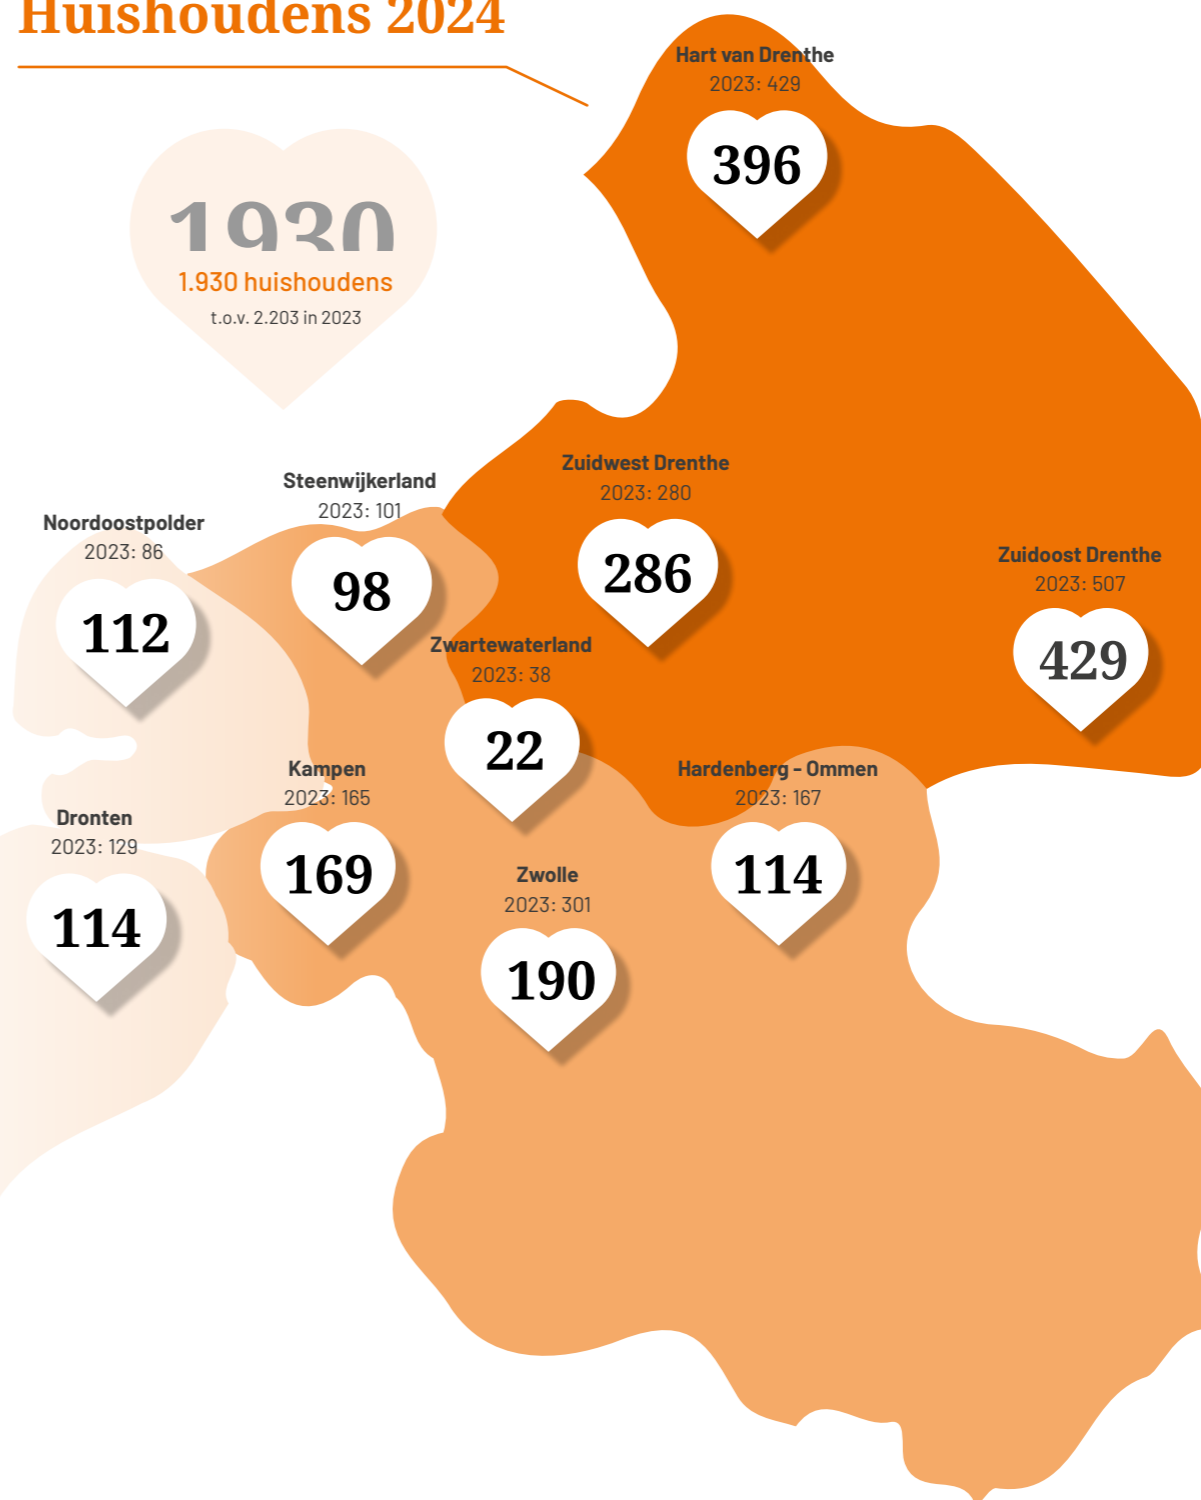 Huishoudens 2024
Hart van Drenthe
2023: 429
396
1930
1.930 huishoudens
t.o.v. 2.203 in 2023
Zuidwest Drenthe
2023: 280
286
Steenwijkerland
2023: 101
98
Noordoostpolder
2023: 86
112
Zuidoost Drenthe
2023: 507
429
Zwartewaterland
2023: 38
22
Kampen
2023: 165
169
Hardenberg - Ommen
2023: 167
114
Dronten
2023: 129
114
Zwolle
2023: 301
190